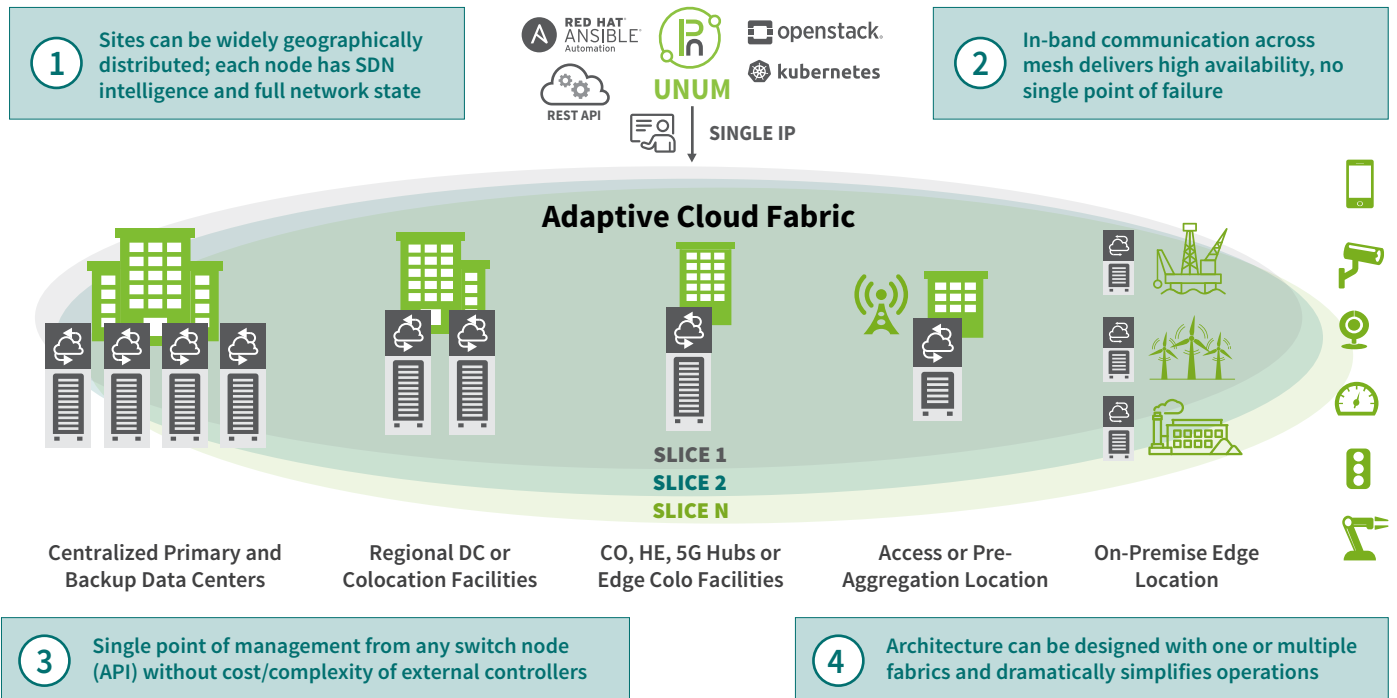 1
Sites can be widely geographically
distributed; each node has SDN
intelligence and full network state
A
RED HAT®
ANSIBLE®
Automation
REST API
Pn
UNUM
openstack.
kubernetes
SINGLE IP
2
In-band communication across
mesh delivers high availability, no
single point of failure
Adaptive Cloud Fabric
SLICE 1
SLICE 2
SLICE N
Centralized Primary and
Backup Data Centers
Regional DC or
Colocation Facilities
CO, HE, 5G Hubs or
Edge Colo Facilities
Access or Pre-
Aggregation Location
On-Premise Edge
Location
3
Single point of management from any switch node
(API) without cost/complexity of external controllers
4
Architecture can be designed with one or multiple
fabrics and dramatically simplifies operations